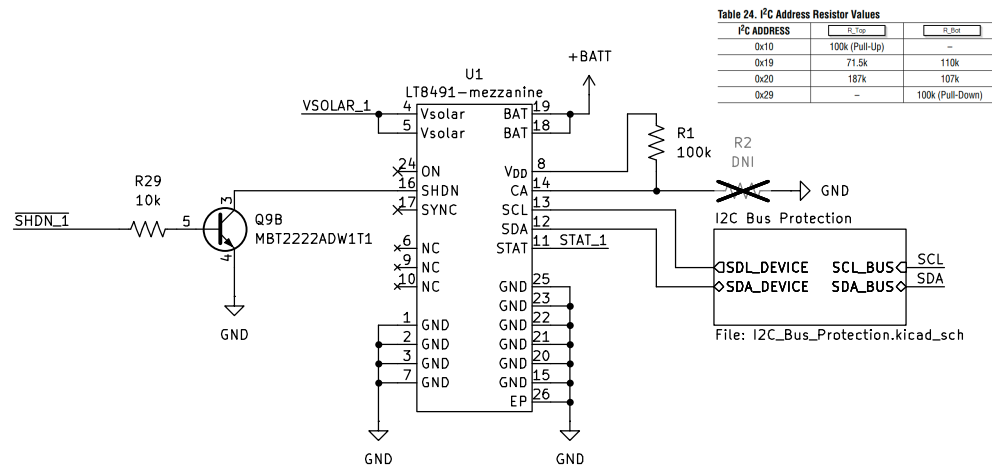 Table 24. I²C Address Resistor Values
I²C ADDRESS R_Top R_Bot
0x10 100k (Pull-Up) –
0x19 71.5k 110k
0x20 187k 107k
0x29 – 100k (Pull-Down)
+BATT
U1
LT8491-mezzanine
VSOLAR_1 4 Vsolar BAT 19
5 Vsolar BAT 18
24 ON VDD 8
16 SHDN CA 14
17 SYNC SCL 13
SDA 12
6 NC STAT 11 STAT_1
9 NC
10 NC GND 25
GND 23
1 GND GND 22
2 GND GND 21
3 GND GND 20
7 GND GND 15
EP 26
GND
GND
R1
100k
R2
DNI
GND
R29
10k
SHDN_1
5
3
4
Q9B
MBT2222ADW1T1
GND
I2C Bus Protection
SDL_DEVICE SCL_BUS SCL
SDA_DEVICE SDA_BUS SDA
File: I2C_Bus_Protection.kicad_sch